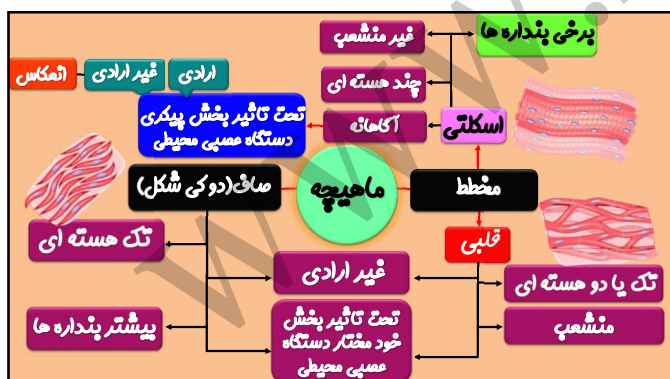 برخی بنداره ها
غیر منشعب
چند هسته ای
اسکلتی
آگاهانه
ارادی
غیر ارادی
انعکاس
تحت تاثیر بخش پیکری
دستگاه عصبی محیطی
ماهیچه
مخطط
صاف(دوکی شکل)
قلبی
تک هسته ای
غیر ارادی
تک یا دو هسته ای
پیشتر بنداره ها
تحت تاثیر بخش
خود مختار دستگاه
عصبی محیطی
منشعب
www.